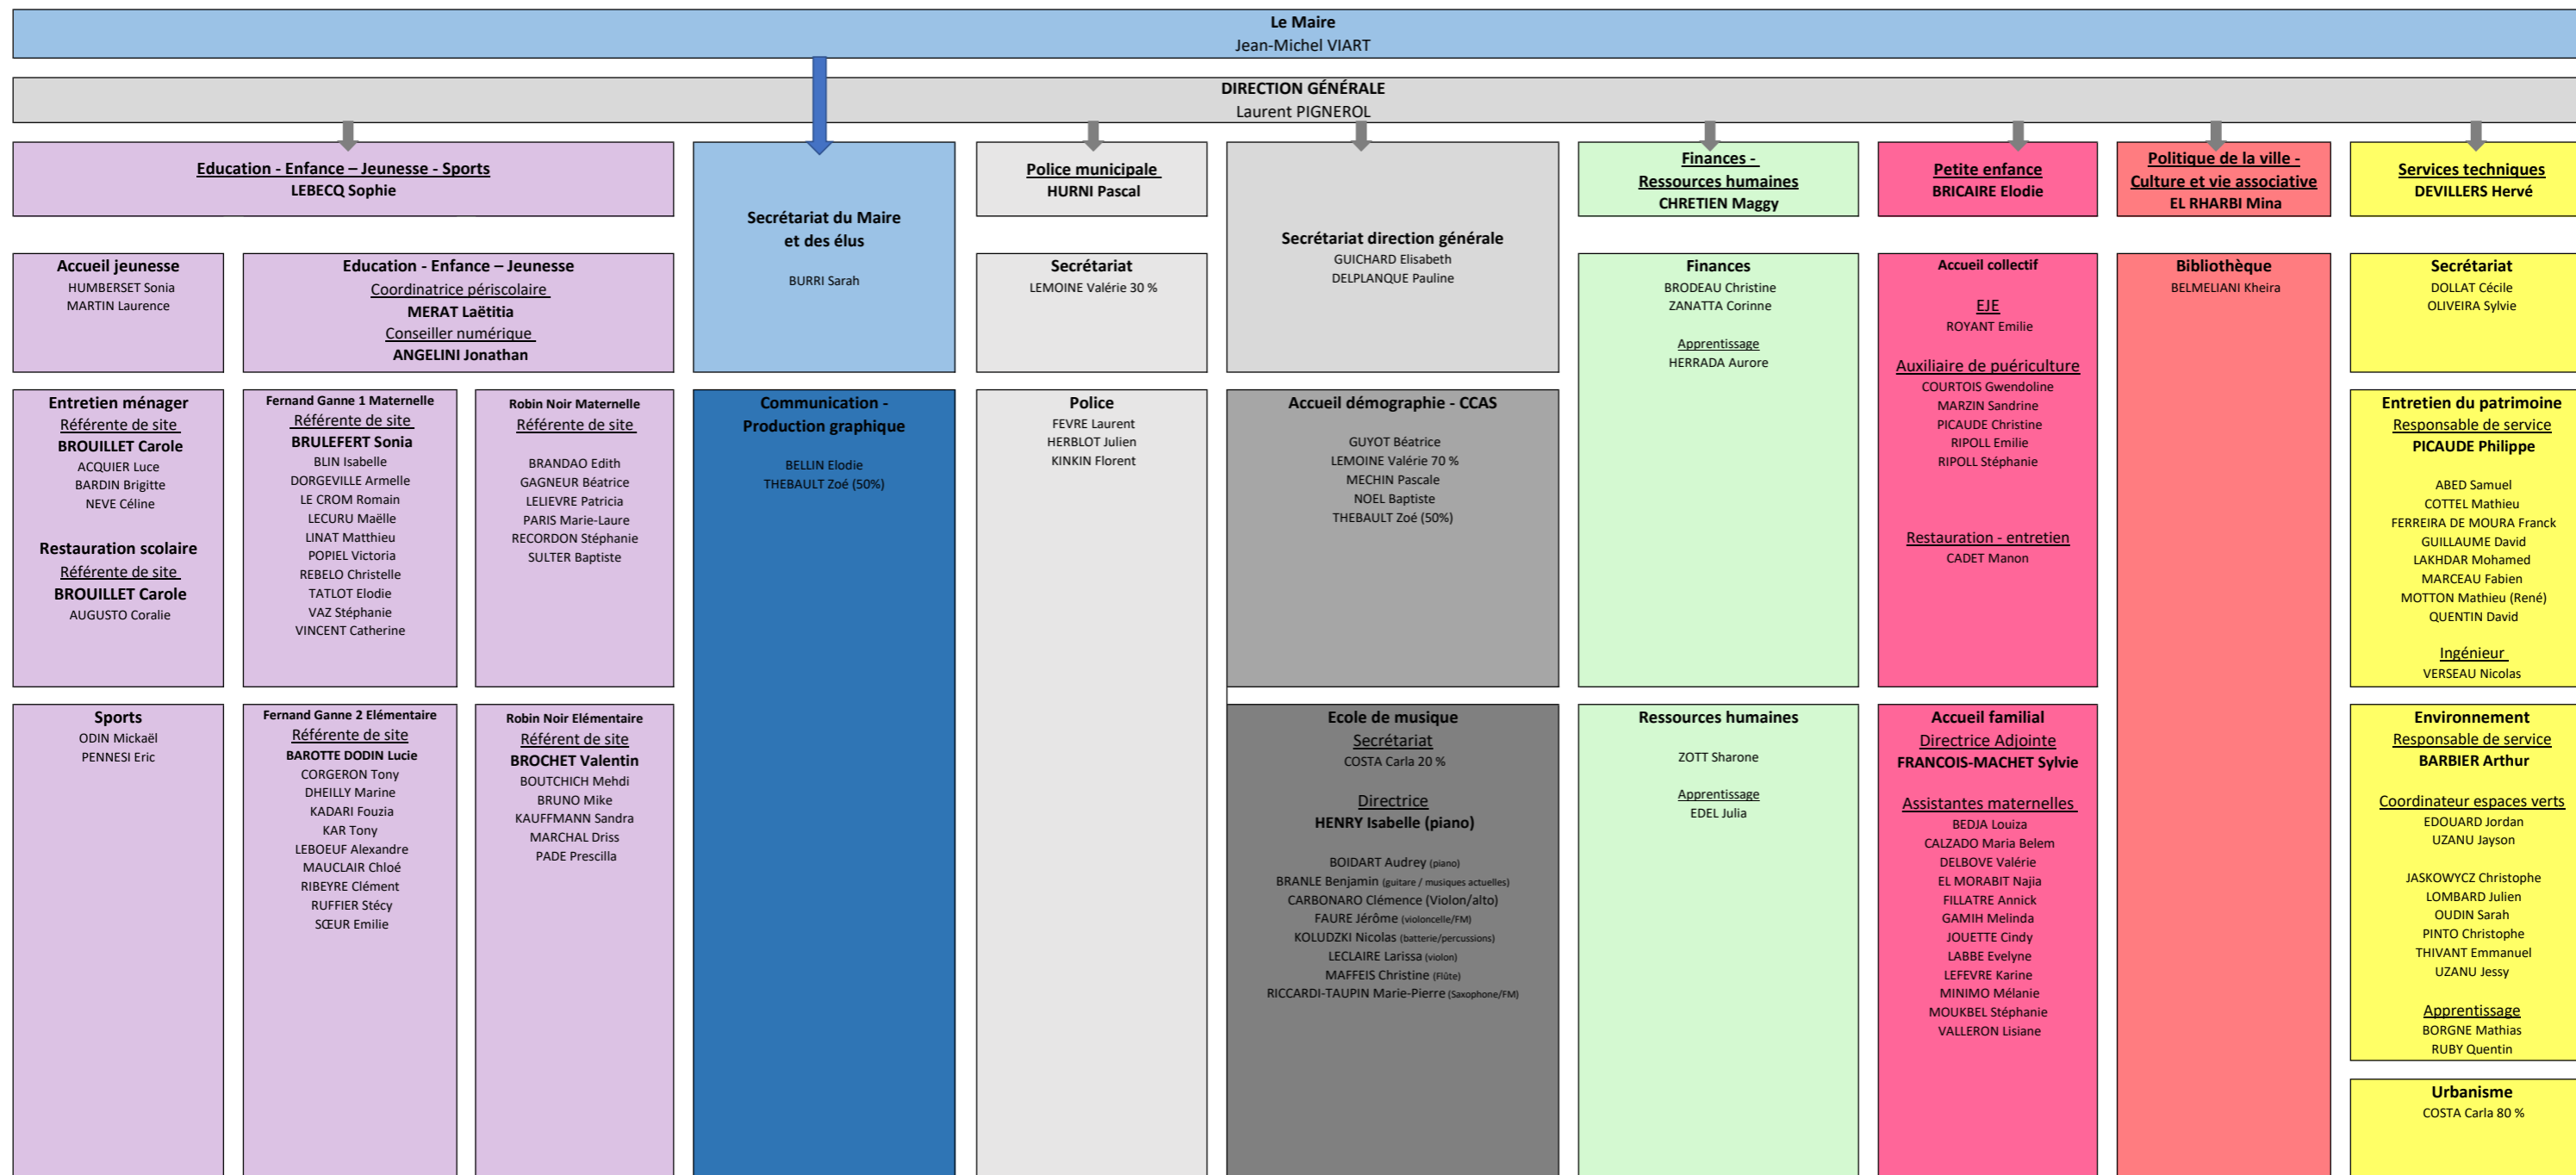 Le Maire
Jean-Michel VIART
DIRECTION GÉNÉRALE
Laurent PIGNEROL
Education - Enfance – Jeunesse - Sports
LEBECQ Sophie
Accueil jeunesse
HUMBERSET Sonia
MARTIN Laurence
Education - Enfance – Jeunesse
Coordinatrice périscolaire
MERAT Laëtitia
Conseiller numérique
ANGELINI Jonathan
Entretien ménager
Référente de site
BROUILLET Carole
ACQUIER Luce
BARDIN Brigitte
NEVE Céline
Restauration scolaire
Référente de site
BROUILLET Carole
AUGUSTO Coralie
Fernand Ganne 1 Maternelle
Référente de site
BRULEFERT Sonia
BLIN Isabelle
DORGEVILLE Armelle
LE CROM Romain
LECURU Maëlle
LINAT Matthieu
POPIEL Victoria
REBELO Christelle
TATLOT Elodie
VAZ Stéphanie
VINCENT Catherine
Robin Noir Maternelle
Référente de site
BRANDAO Edith
GAGNEUR Béatrice
LELIEVRE Patricia
PARIS Marie-Laure
RECORDON Stéphanie
SULTER Baptiste
Sports
ODIN Mickaël
PENNESI Eric
Fernand Ganne 2 Elémentaire
Référente de site
BAROTTE DODIN Lucie
CORGERON Tony
DHEILLY Marine
KADARI Fouzia
KAR Tony
LEBOEUF Alexandre
MAUCLAIR Chloé
RIBEYRE Clément
RUFFIER Stécy
SŒUR Emilie
Robin Noir Elémentaire
Référent de site
BROCHET Valentin
BOUTCHICH Mehdi
BRUNO Mike
KAUFFMANN Sandra
MARCHAL Driss
PADE Prescilla
Secrétariat du Maire
et des élus
BURRI Sarah
Communication -
Production graphique
BELLIN Elodie
THEBAULT Zoé (50%)
Police municipale
HURNI Pascal
Secrétariat
LEMOINE Valérie 30 %
Police
FEVRE Laurent
HERBLOT Julien
KINKIN Florent
Secrétariat direction générale
GUICHARD Elisabeth
DELPLANQUE Pauline
Accueil démographie - CCAS
GUYOT Béatrice
LEMOINE Valérie 70 %
MECHIN Pascale
NOEL Baptiste
THEBAULT Zoé (50%)
Ecole de musique
Secrétariat
COSTA Carla 20 %
Directrice
HENRY Isabelle (piano)
BOIDART Audrey (piano)
BRANLE Benjamin (guitare / musiques actuelles)
CARBONARO Clémence (Violon/alto)
FAURE Jérôme (violoncelle/FM)
KOLUDZKI Nicolas (batterie/percussions)
LECLAIRE Larissa (violon)
MAFFEIS Christine (Flûte)
RICCARDI-TAUPIN Marie-Pierre (Saxophone/FM)
Finances -
Ressources humaines
CHRETIEN Maggy
Finances
BRODEAU Christine
ZANATTA Corinne
Apprentissage
HERRADA Aurore
Ressources humaines
ZOTT Sharone
Apprentissage
EDEL Julia
Petite enfance
BRICAIRE Elodie
Accueil collectif
EJE
ROYANT Emilie
Auxiliaire de puériculture
COURTOIS Gwendoline
MARZIN Sandrine
PICAUDE Christine
RIPOLL Emilie
RIPOLL Stéphanie
Restauration - entretien
CADET Manon
Accueil familial
Directrice Adjointe
FRANCOIS-MACHET Sylvie
Assistantes maternelles
BEDJA Louiza
CALZADO Maria Belem
DELBOVE Valérie
EL MORABIT Najia
FILLATRE Annick
GAMIH Melinda
JOUETTE Cindy
LABBE Evelyne
LEFEVRE Karine
MINIMO Mélanie
MOUKBEL Stéphanie
VALLERON Lisiane
Politique de la ville -
Culture et vie associative
EL RHARBI Mina
Bibliothèque
BELMELIANI Kheira
Services techniques
DEVILLERS Hervé
Secrétariat
DOLLAT Cécile
OLIVEIRA Sylvie
Entretien du patrimoine
Responsable de service
PICAUDE Philippe
ABED Samuel
COTTEL Mathieu
FERREIRA DE MOURA Franck
GUILLAUME David
LAKHDAR Mohamed
MARCEAU Fabien
MOTTON Mathieu (René)
QUENTIN David
Ingénieur
VERSEAU Nicolas
Environnement
Responsable de service
BARBIER Arthur
Coordinateur espaces verts
EDOUARD Jordan
UZANU Jayson
JASKOWYCZ Christophe
LOMBARD Julien
OUDIN Sarah
PINTO Christophe
THIVANT Emmanuel
UZANU Jessy
Apprentissage
BORGNE Mathias
RUBY Quentin
Urbanisme
COSTA Carla 80 %